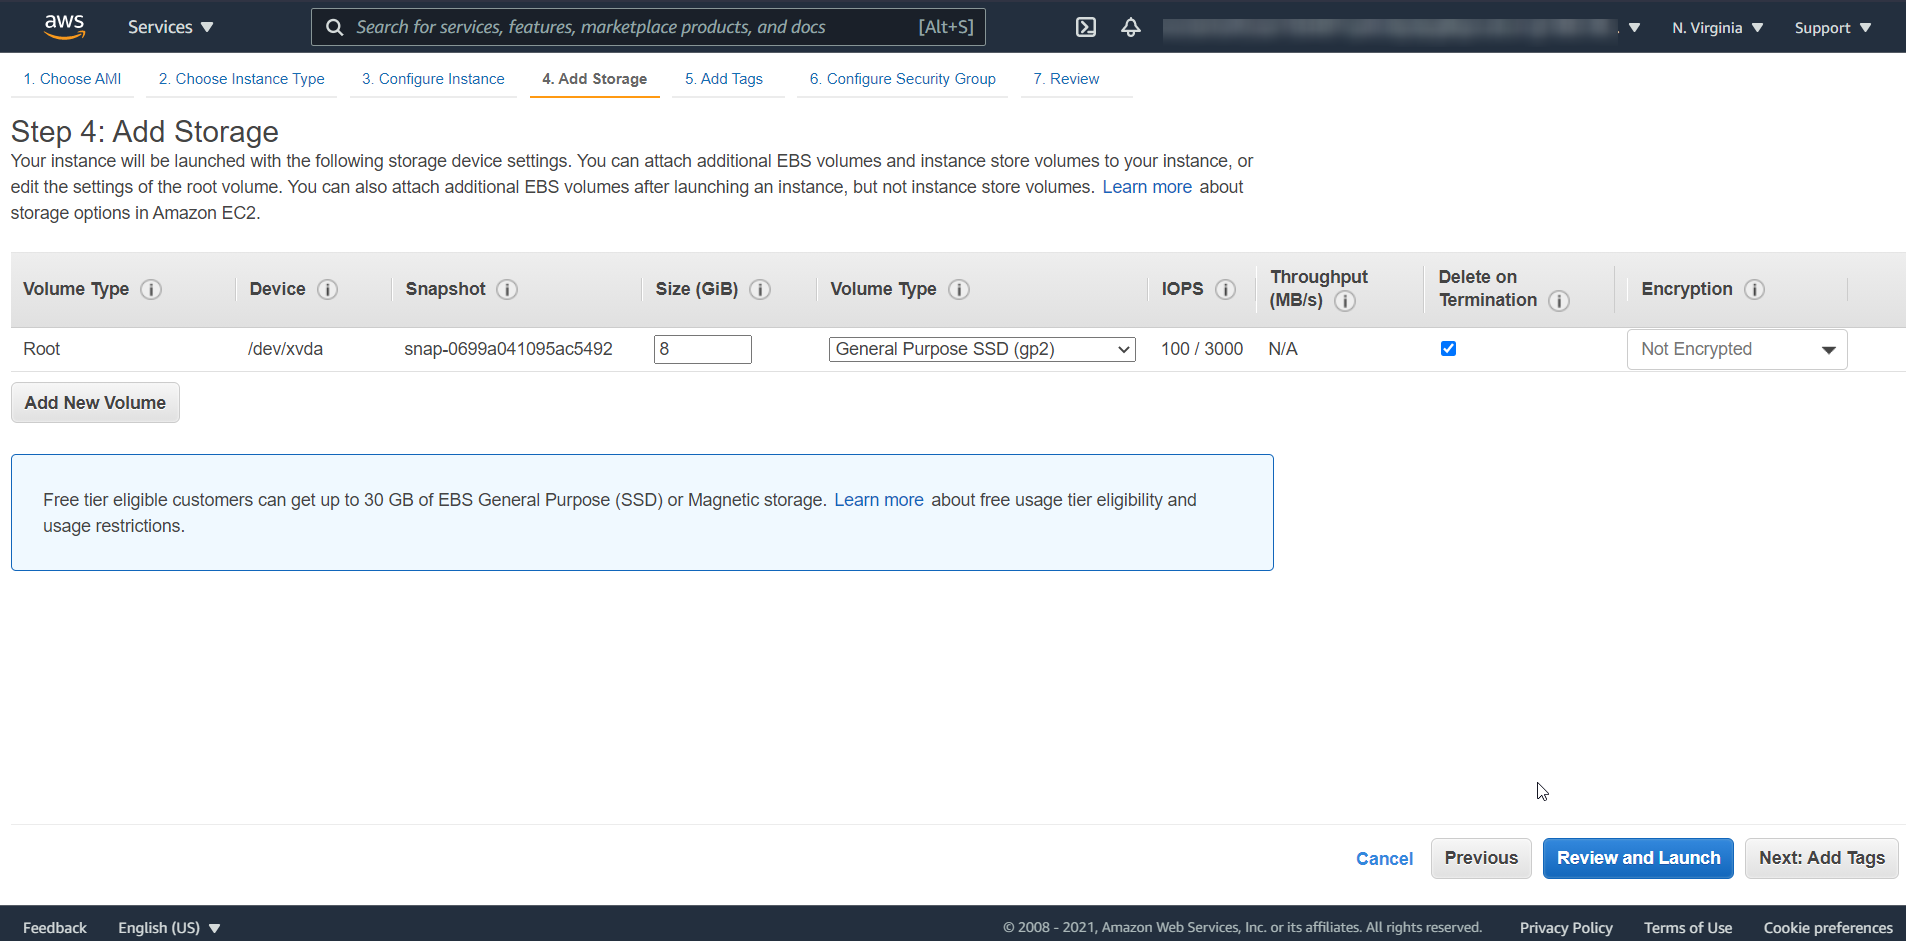 aws Services Search for services, features, marketplace products, and docs [Alt+S] N. Virginia Support
1. Choose AMI 2. Choose Instance Type 3. Configure Instance 4. Add Storage 5. Add Tags 6. Configure Security Group 7. Review
Step 4: Add Storage
Your instance will be launched with the following storage device settings. You can attach additional EBS volumes and instance store volumes to your instance, or
edit the settings of the root volume. You can also attach additional EBS volumes after launching an instance, but not instance store volumes. Learn more about
storage options in Amazon EC2.
Volume Type i Device i Snapshot i Size (GiB) i Volume Type i IOPS i Throughput (MB/s) i Delete on Termination i Encryption i
Root /dev/xvda snap-0699a041095ac5492 8 General Purpose SSD (gp2) 100 / 3000 N/A Not Encrypted
Add New Volume
Free tier eligible customers can get up to 30 GB of EBS General Purpose (SSD) or Magnetic storage. Learn more about free usage tier eligibility and
usage restrictions.
Cancel Previous Review and Launch Next: Add Tags
Feedback English (US) © 2008 - 2021, Amazon Web Services, Inc. or its affiliates. All rights reserved. Privacy Policy Terms of Use Cookie preferences